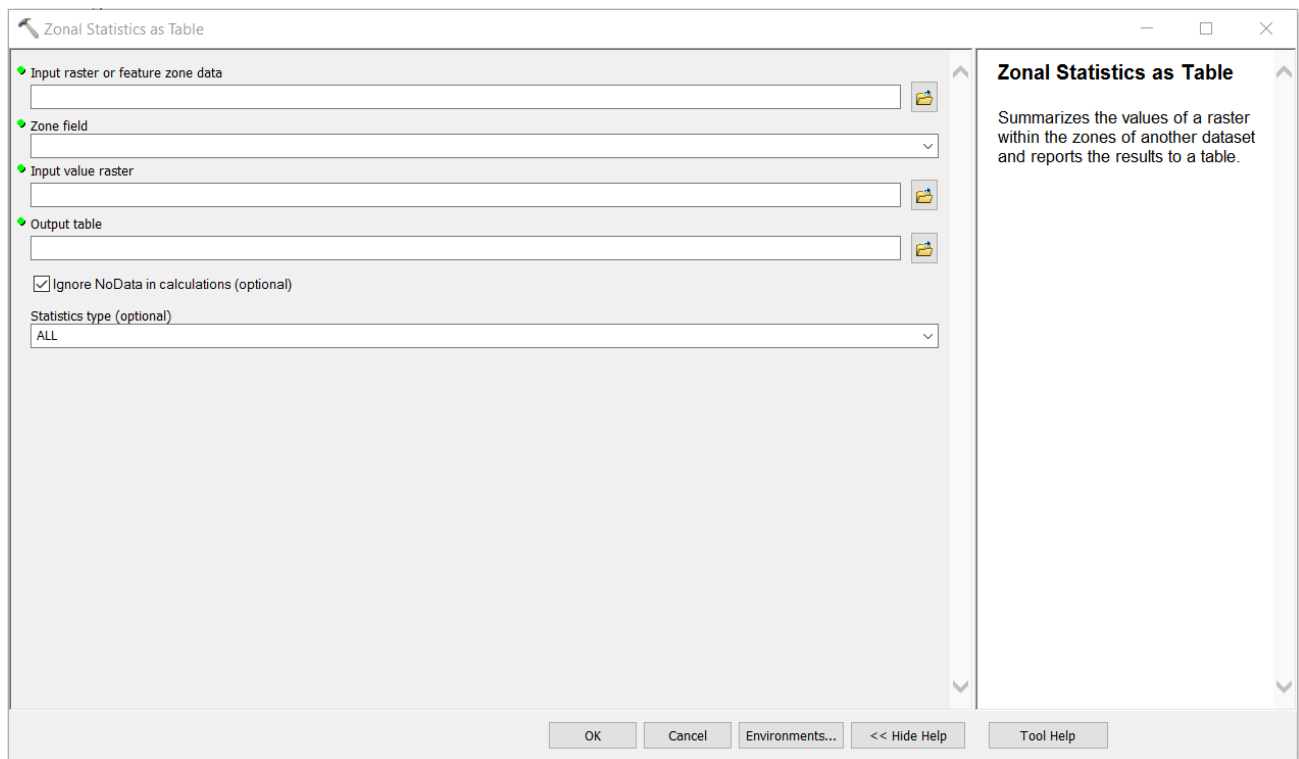 Zonal Statistics as Table
Input raster or feature zone data
Zone field
Input value raster
Output table
Ignore NoData in calculations (optional)
Statistics type (optional)
ALL
Zonal Statistics as Table
Summarizes the values of a raster
within the zones of another dataset
and reports the results to a table.
OK
Cancel
Environments...
<< Hide Help
Tool Help